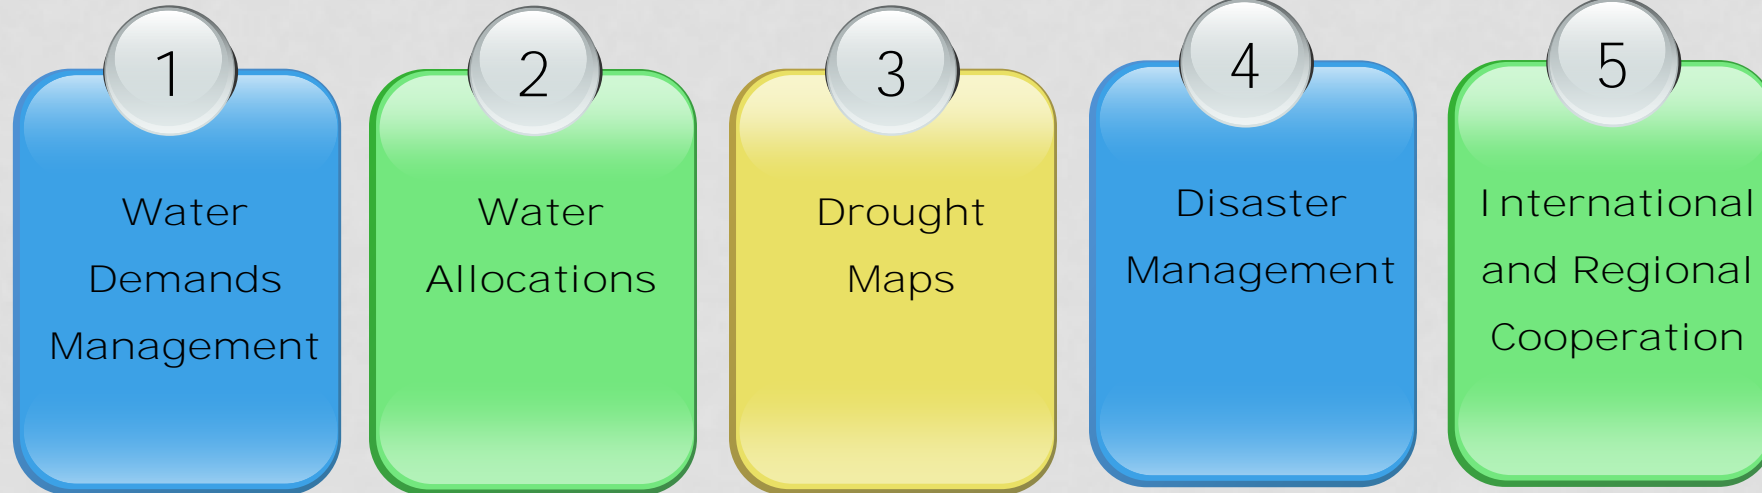 1
Water
Demands
Management
2
Water
Allocations
3
Drought
Maps
4
Disaster
Management
5
International
and Regional
Cooperation